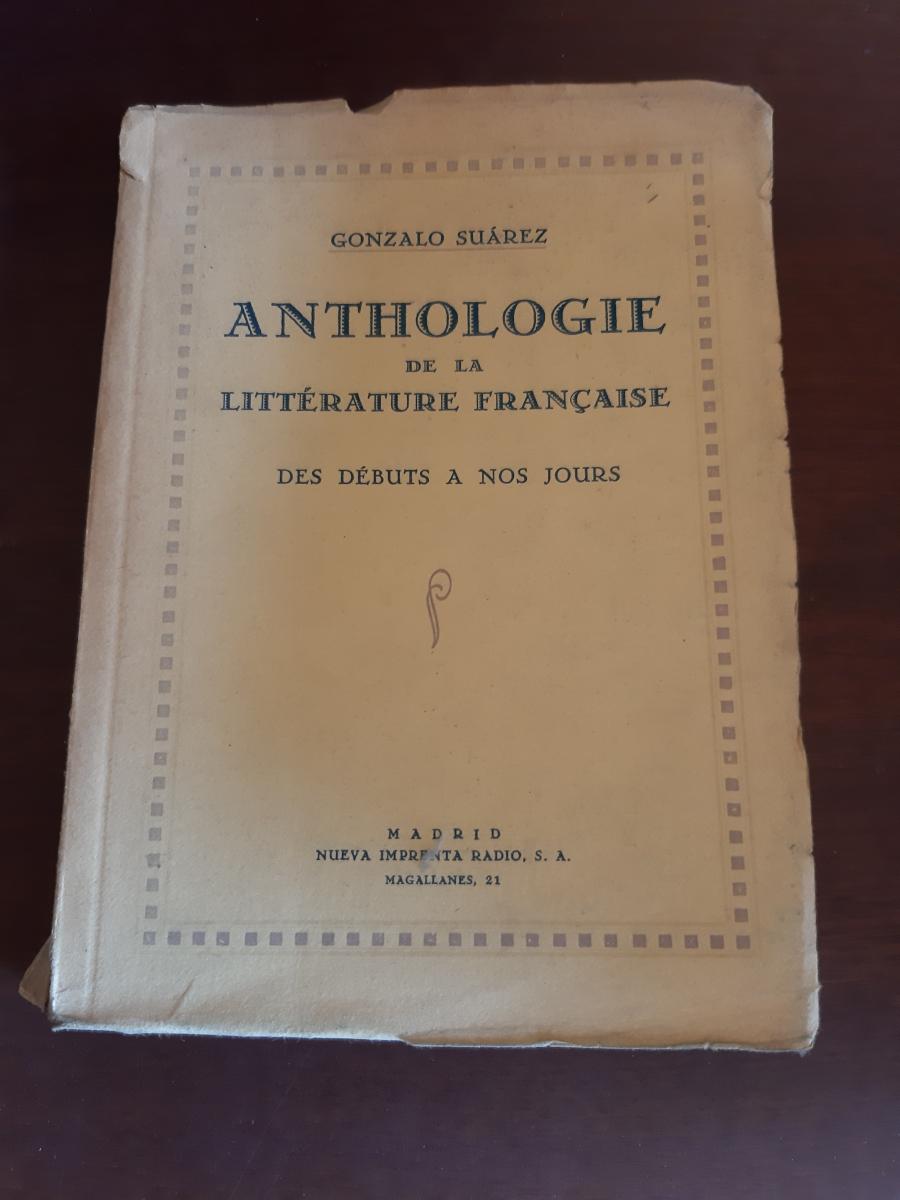 GONZALO SUÁREZ
ANTHOLOGIE
DE LA
LITTÉRATURE FRANÇAISE
DES DÉBUTS A NOS JOURS
MADRID
NUEVA IMPRENTA RADIO, S. A.
MAGALLANES, 21